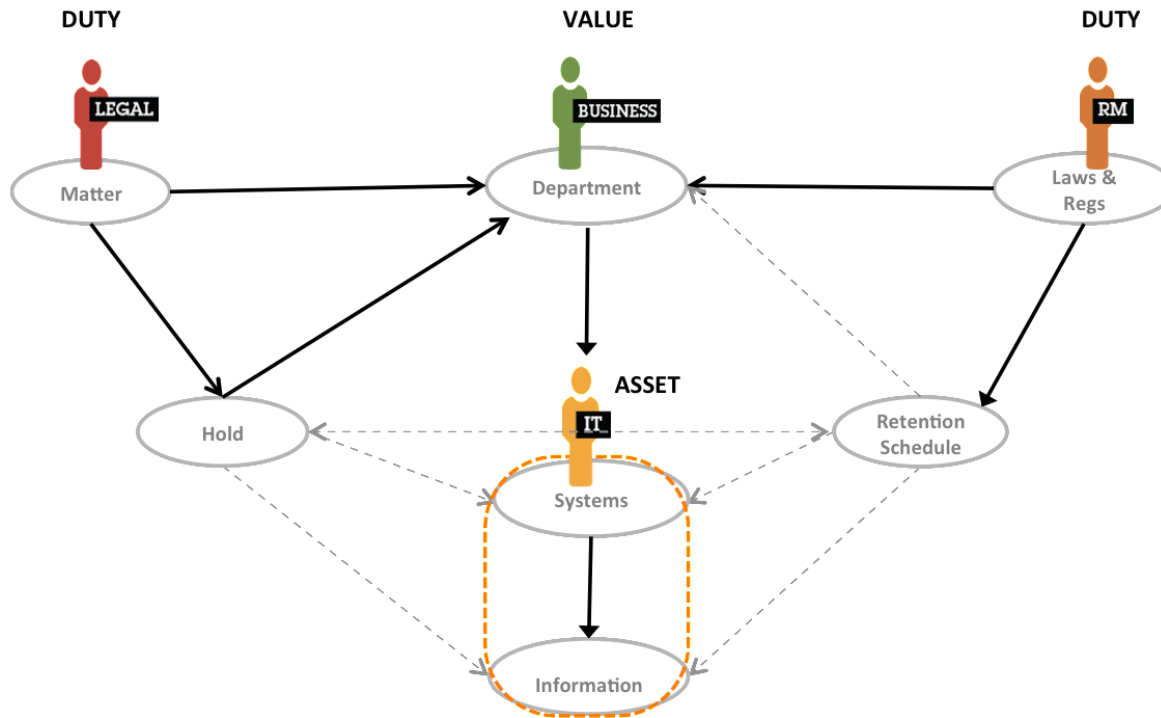 DUTY
VALUE
DUTY
LEGAL
BUSINESS
RM
Matter
Department
Laws &
Regs
ASSET
IT
Hold
Retention
Schedule
Systems
Information